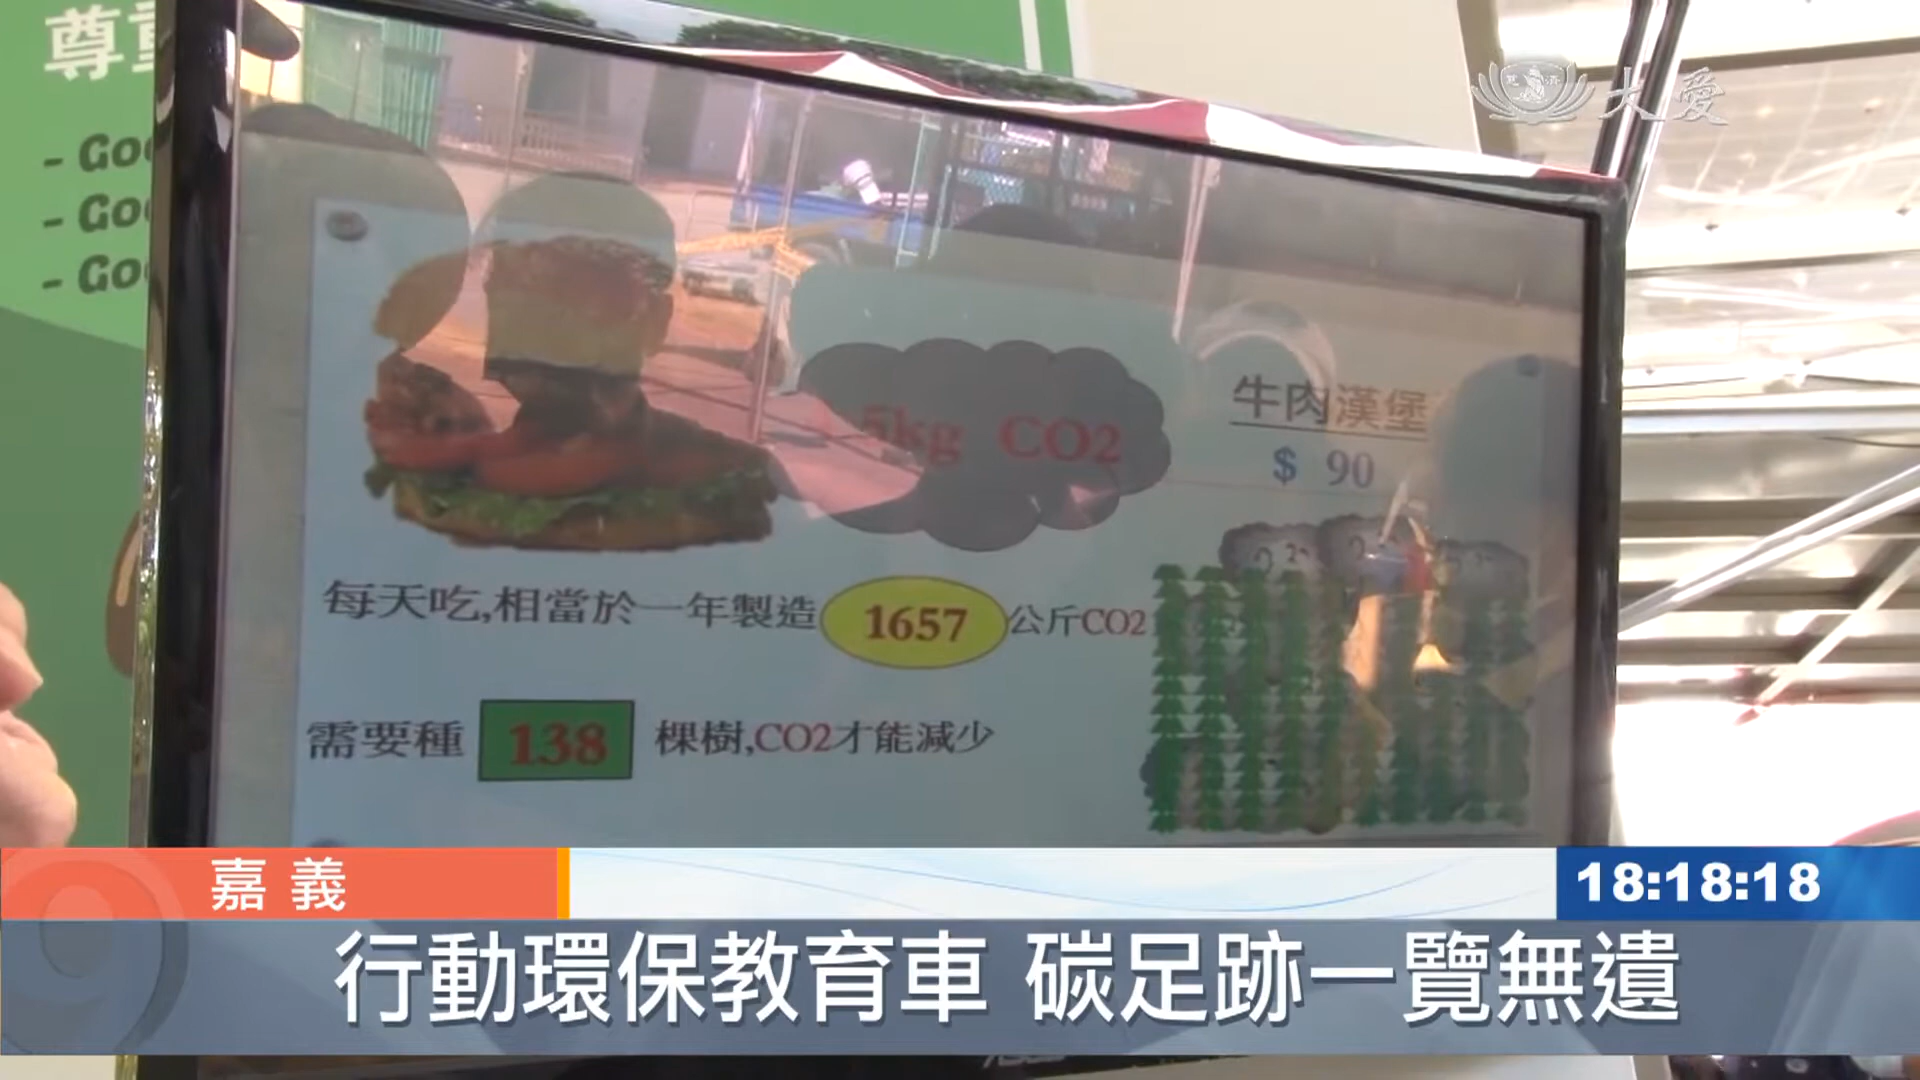 大愛
尊
- Go
- Go
- Go
5kg CO2
牛肉漢堡
$ 90
每天吃,相當於一年製造 1657 公斤CO2
需要種 138 棵樹,CO2才能減少
嘉義
18:18:18
行動環保教育車 碳足跡一覽無遺